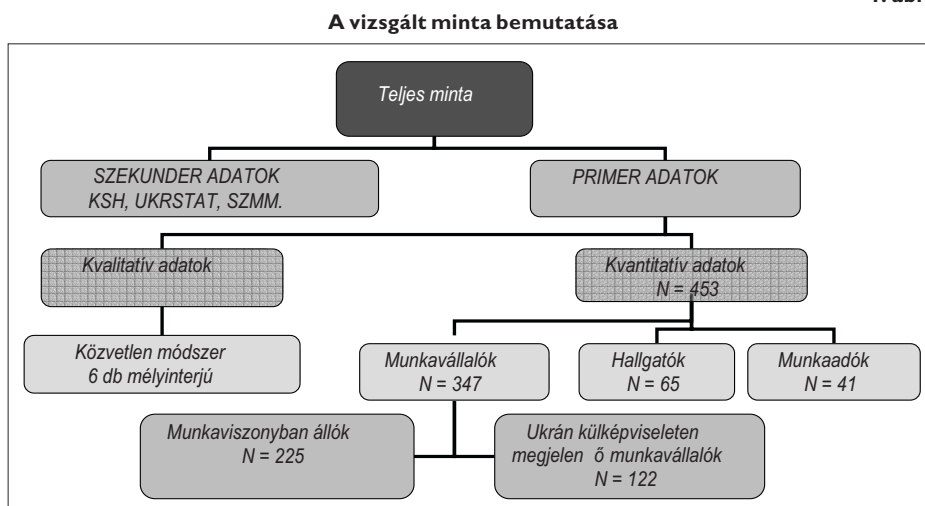 A vizsgált minta bemutatása
Teljes minta
SZEKUNDER ADATOK
KSH, UKRSTAT, SZMM.
PRIMER ADATOK
Kvalitatív adatok
Kvantitatív adatok
N = 453
Közvetlen módszer
6 db mélyinterjú
Munkavállalók
N = 347
Hallgatók
N = 65
Munkaadók
N = 41
Munkaviszonyban állók
N = 225
Ukrán külképviseleten
megjelen ő munkavállalók
N = 122